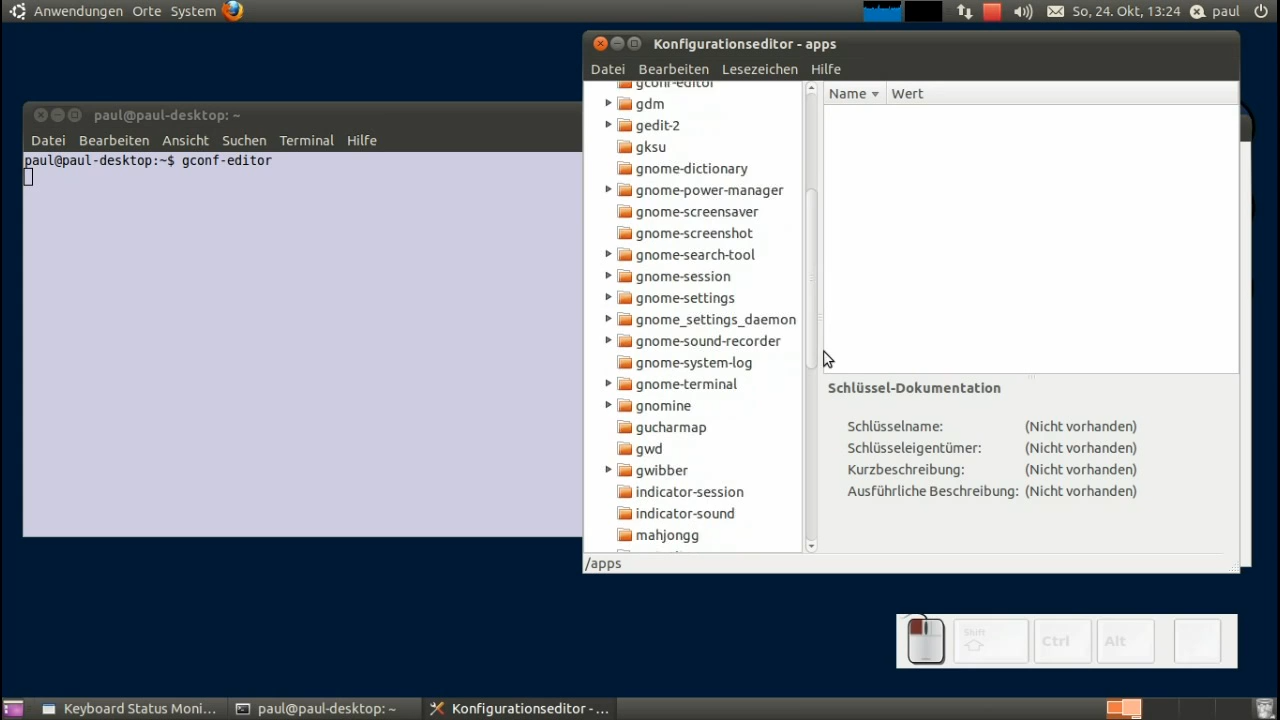 Anwendungen Orte System
So, 24. Okt, 13:24 paul
Konfigurationseditor - apps
Datei Bearbeiten Lesezeichen Hilfe
Name Wert
gconf-editor
gdm
gedit-2
gksu
gnome-dictionary
gnome-power-manager
gnome-screensaver
gnome-screenshot
gnome-search-tool
gnome-session
gnome-settings
gnome_settings_daemon
gnome-sound-recorder
gnome-system-log
gnome-terminal
gnomine
gucharmap
gwd
gwibber
indicator-session
indicator-sound
mahjongg
Schlüssel-Dokumentation
Schlüsselname: (Nicht vorhanden)
Schlüsseleigentümer: (Nicht vorhanden)
Kurzbeschreibung: (Nicht vorhanden)
Ausführliche Beschreibung: (Nicht vorhanden)
/apps
paul@paul-desktop: ~
Datei Bearbeiten Ansicht Suchen Terminal Hilfe
paul@paul-desktop:~$ gconf-editor
Shift
Ctrl
Alt
Keyboard Status Moni...
paul@paul-desktop: ~
Konfigurationseditor - ...